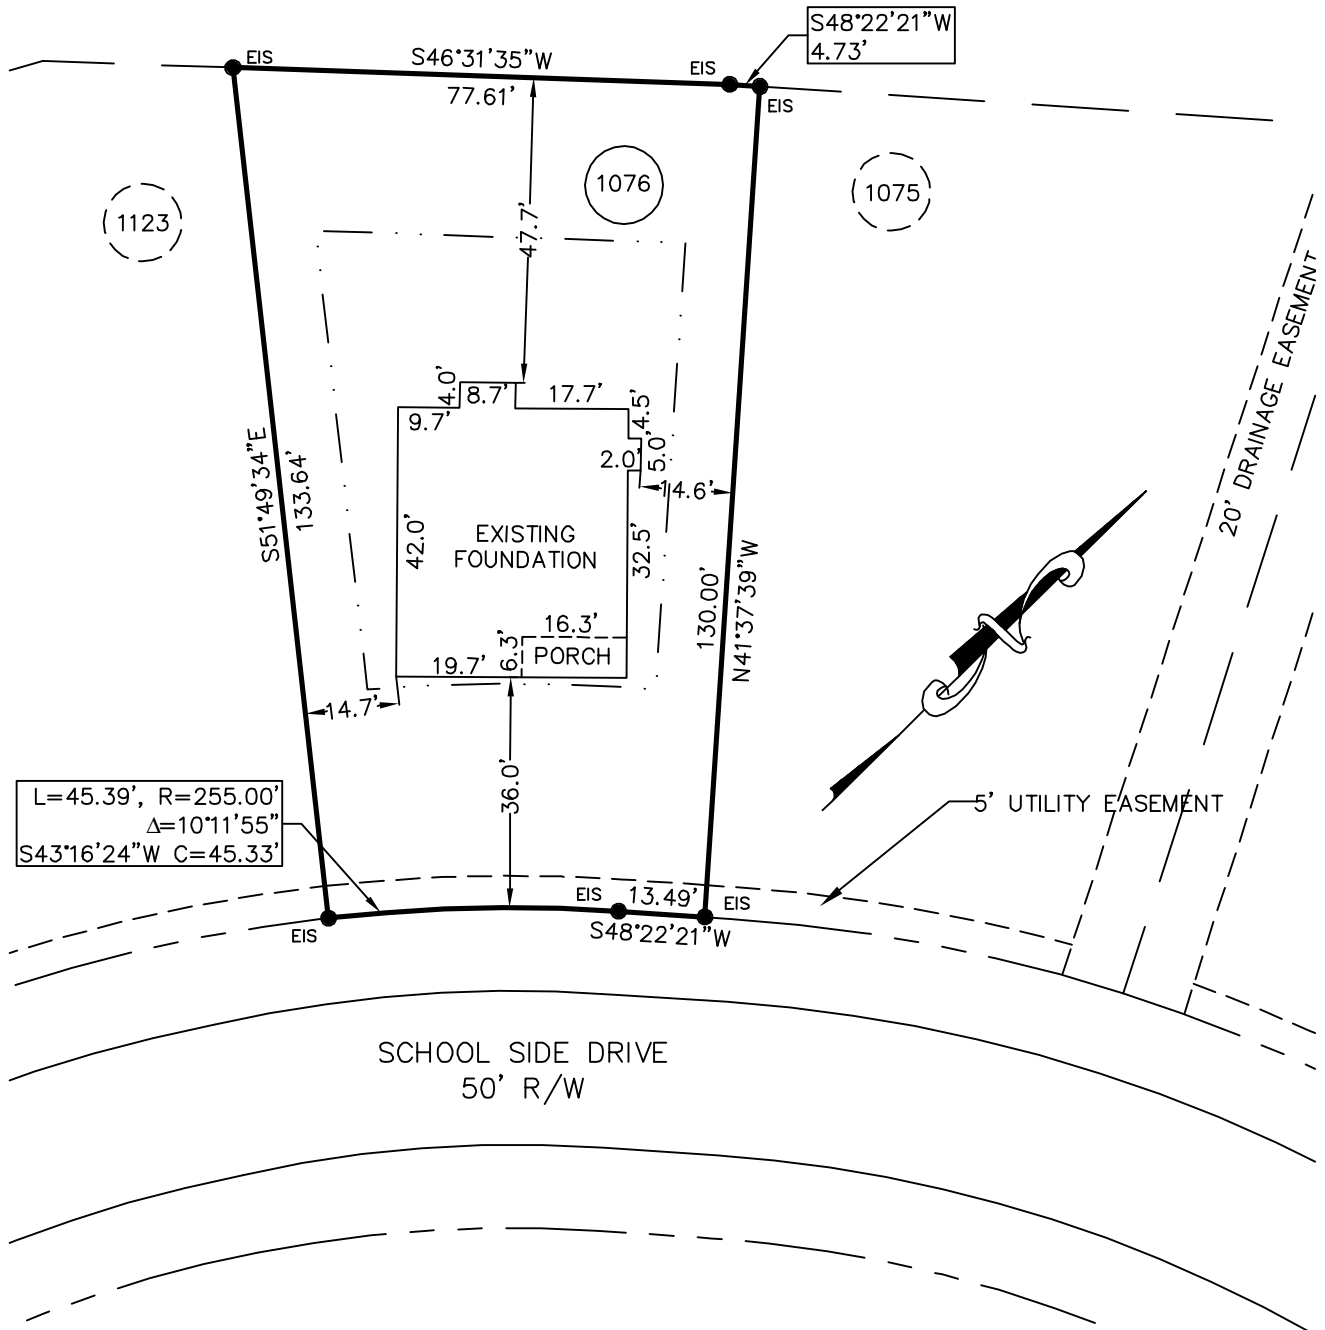 S48°22'21"W
4.73'
EIS
S46°31'35"W
77.61'
EIS
EIS
1123
1076
1075
47.7'
20' DRAINAGE EASEMENT
4.0'
8.7'
9.7'
17.7'
4.5'
5.0'
2.0'
14.6'
S51°49'34"E
133.64'
42.0'
EXISTING
FOUNDATION
32.5'
130.00'
N41°37'39"W
16.3'
6.3'
PORCH
19.7'
14.7'
36.0'
L=45.39', R=255.00'
Δ=10°11'55"
S43°16'24"W C=45.33'
5' UTILITY EASEMENT
EIS
13.49'
EIS
EIS
S48°22'21"W
SCHOOL SIDE DRIVE
50' R/W